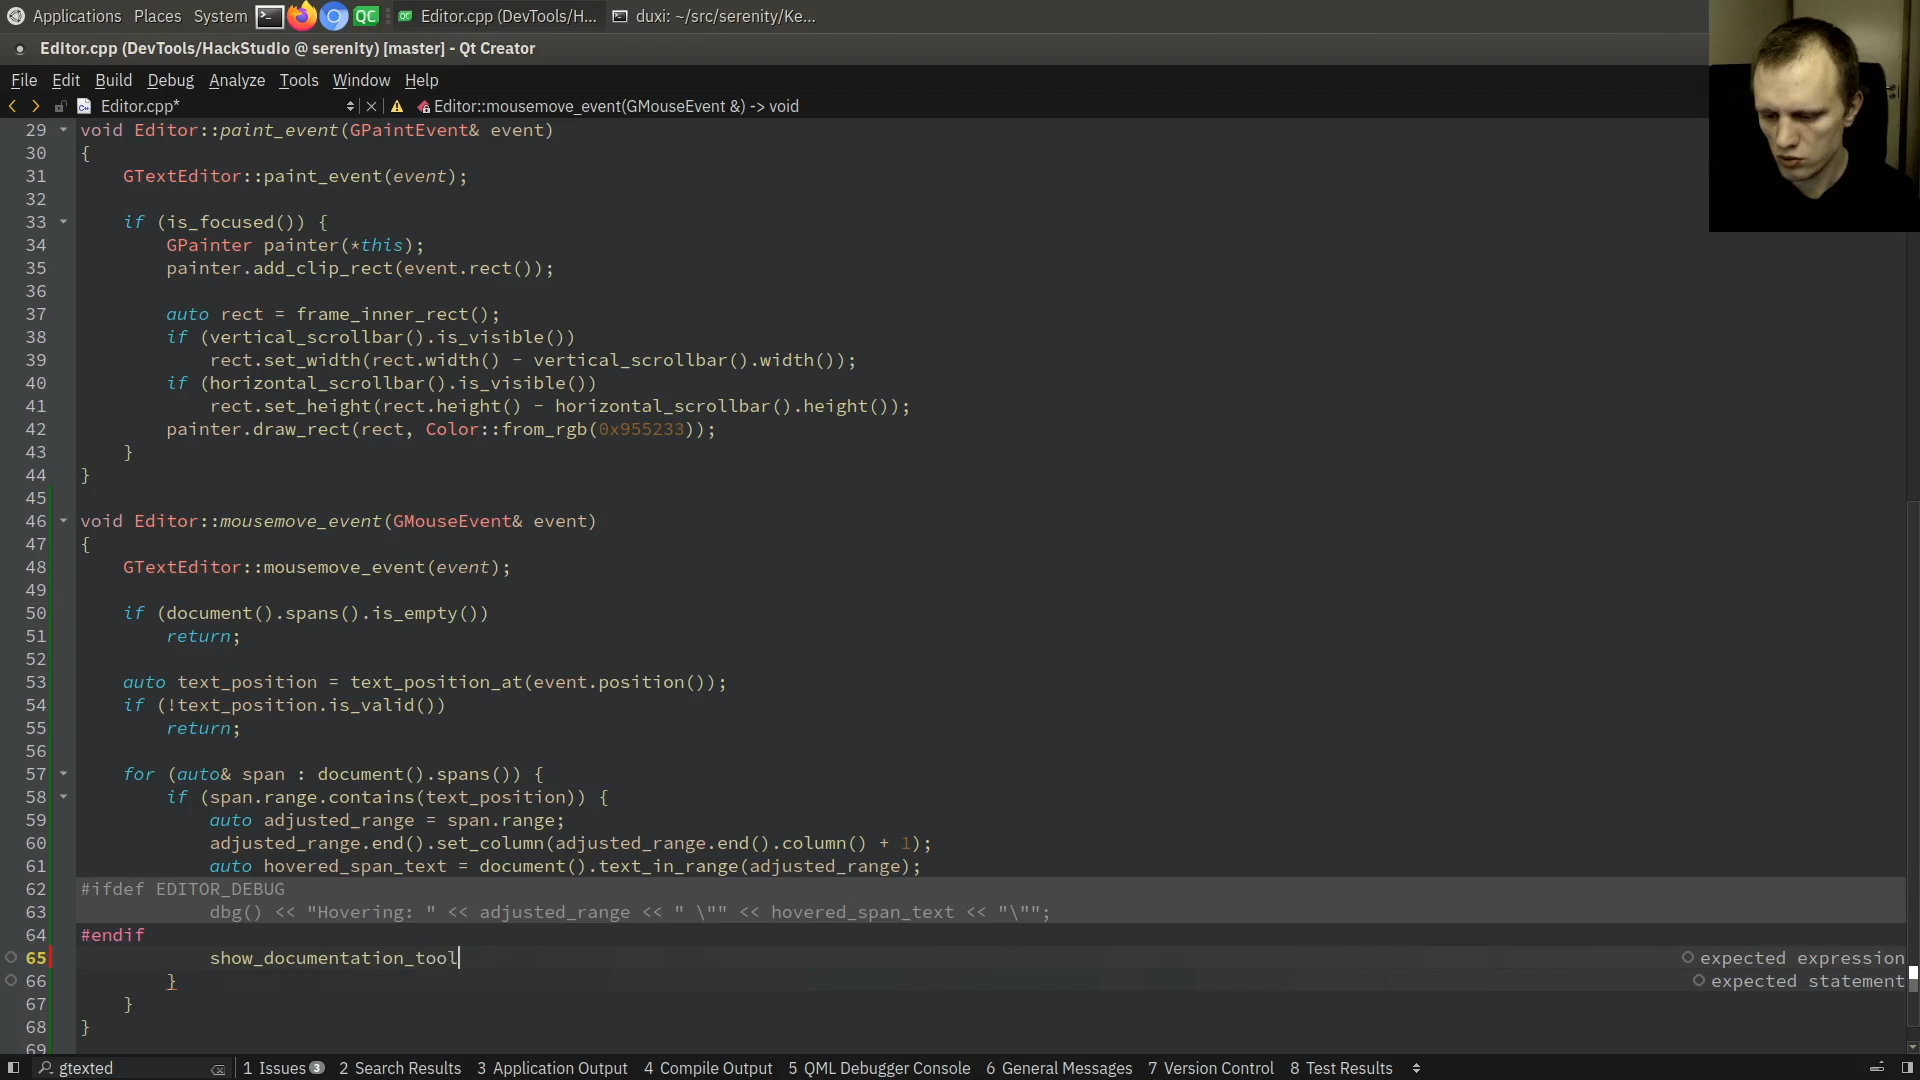 Applications Places System QC QC Editor.cpp (DevTools/H... duxi: ~/src/serenity/Ke...
Editor.cpp (DevTools/HackStudio @ serenity) [master] - Qt Creator
File Edit Build Debug Analyze Tools Window Help
Editor.cpp* Editor::mousemove_event(GMouseEvent &) -> void
29 void Editor::paint_event(GPaintEvent& event)
30 {
31 GTextEditor::paint_event(event);
32
33 if (is_focused()) {
34 GPainter painter(*this);
35 painter.add_clip_rect(event.rect());
36
37 auto rect = frame_inner_rect();
38 if (vertical_scrollbar().is_visible())
39 rect.set_width(rect.width() - vertical_scrollbar().width());
40 if (horizontal_scrollbar().is_visible())
41 rect.set_height(rect.height() - horizontal_scrollbar().height());
42 painter.draw_rect(rect, Color::from_rgb(0x955233));
43 }
44 }
45
46 void Editor::mousemove_event(GMouseEvent& event)
47 {
48 GTextEditor::mousemove_event(event);
49
50 if (document().spans().is_empty())
51 return;
52
53 auto text_position = text_position_at(event.position());
54 if (!text_position.is_valid())
55 return;
56
57 for (auto& span : document().spans()) {
58 if (span.range.contains(text_position)) {
59 auto adjusted_range = span.range;
60 adjusted_range.end().set_column(adjusted_range.end().column() + 1);
61 auto hovered_span_text = document().text_in_range(adjusted_range);
62 #ifdef EDITOR_DEBUG
63 dbg() << "Hovering: " << adjusted_range << " \"" << hovered_span_text << "\"";
64 #endif
65 show_documentation_tool expected expression
66 } expected statement
67 }
68 }
69
gtexted 1 Issues 3 2 Search Results 3 Application Output 4 Compile Output 5 QML Debugger Console 6 General Messages 7 Version Control 8 Test Results